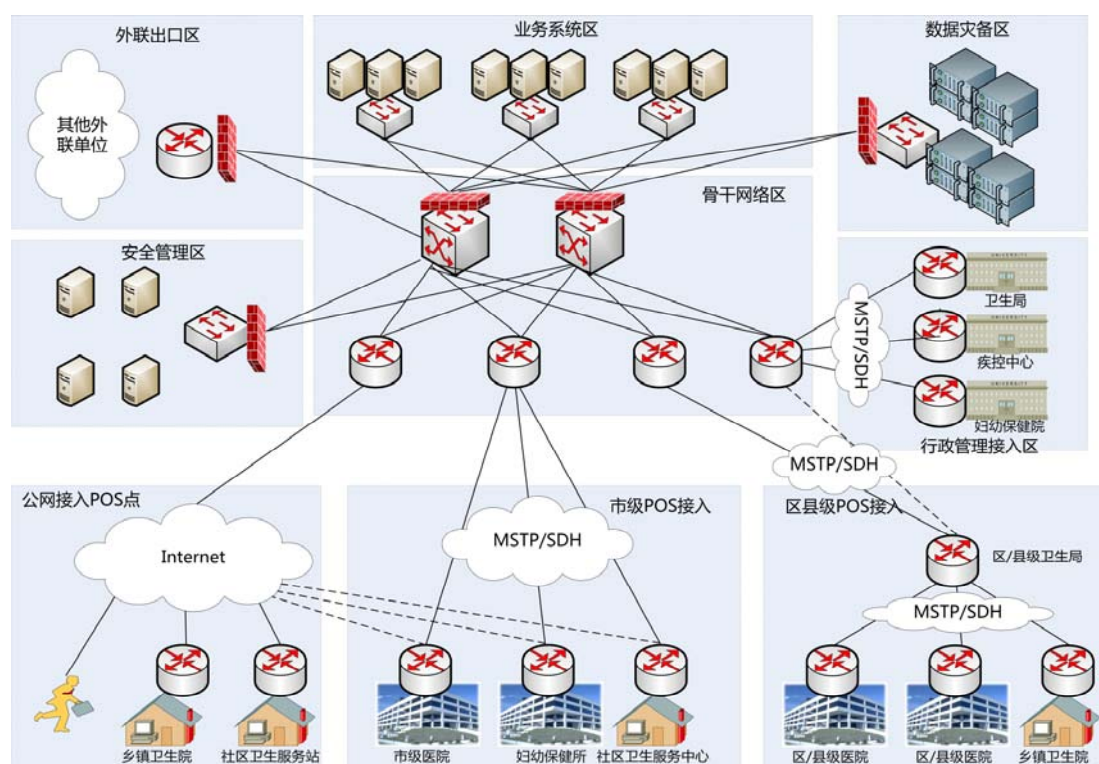 外联出口区
其他外
联单位
业务系统区
数据灾备区
骨干网络区
安全管理区
MSTP/SDH
UNIVERSITY
卫生局
UNIVERSITY
疾控中心
UNIVERSITY
妇幼保健院
行政管理接入区
MSTP/SDH
公网接入POS点
Internet
乡镇卫生院
社区卫生服务站
市级POS接入
MSTP/SDH
市级医院
妇幼保健所
社区卫生服务中心
区县级POS接入
区/县级卫生局
MSTP/SDH
区/县级医院
区/县级医院
乡镇卫生院